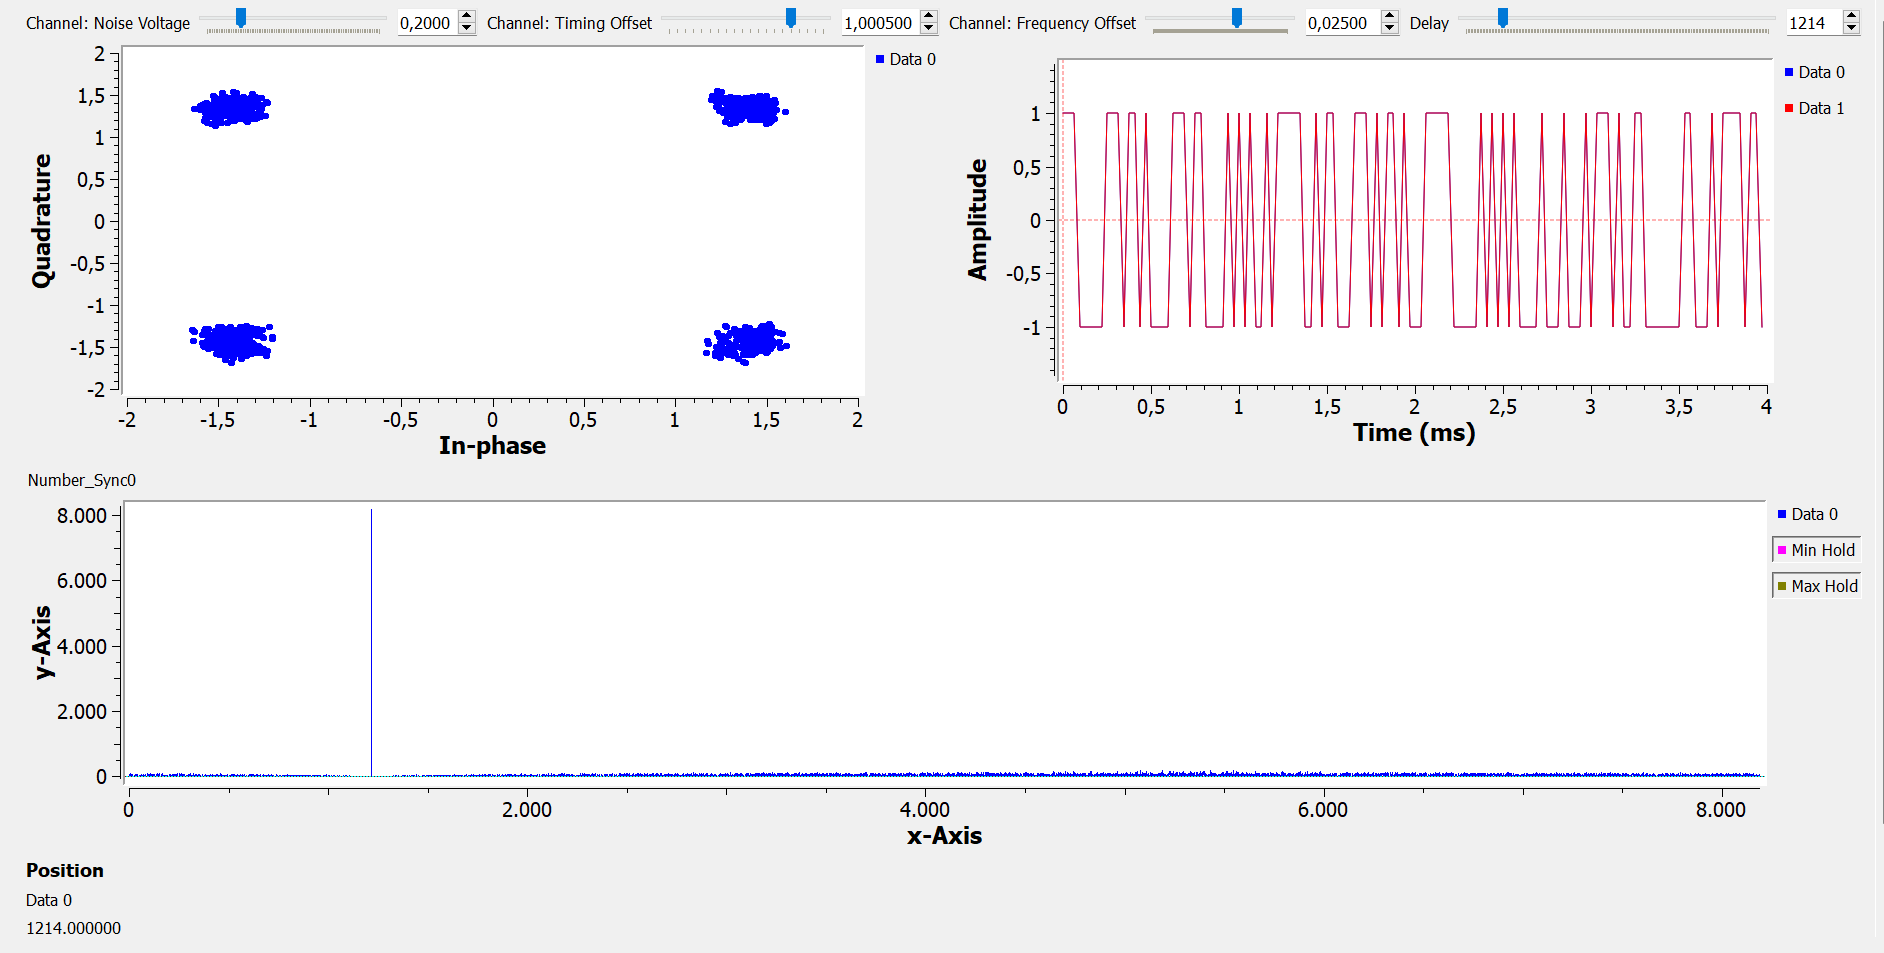 Channel: Noise Voltage 0,2000 Channel: Timing Offset 1,000500 Channel: Frequency Offset 0,02500 Delay 1214
2
1,5
1
0,5
0
-0,5
-1
-1,5
-2
Quadrature
-2 -1,5 -1 -0,5 0 0,5 1 1,5 2
In-phase
Data 0
1
0,5
0
-0,5
-1
Amplitude
0 0,5 1 1,5 2 2,5 3 3,5 4
Time (ms)
Data 0
Data 1
Number_Sync0
8.000
6.000
4.000
2.000
0
y-Axis
0 2.000 4.000 6.000 8.000
x-Axis
Data 0
Min Hold
Max Hold
Position
Data 0
1214.000000